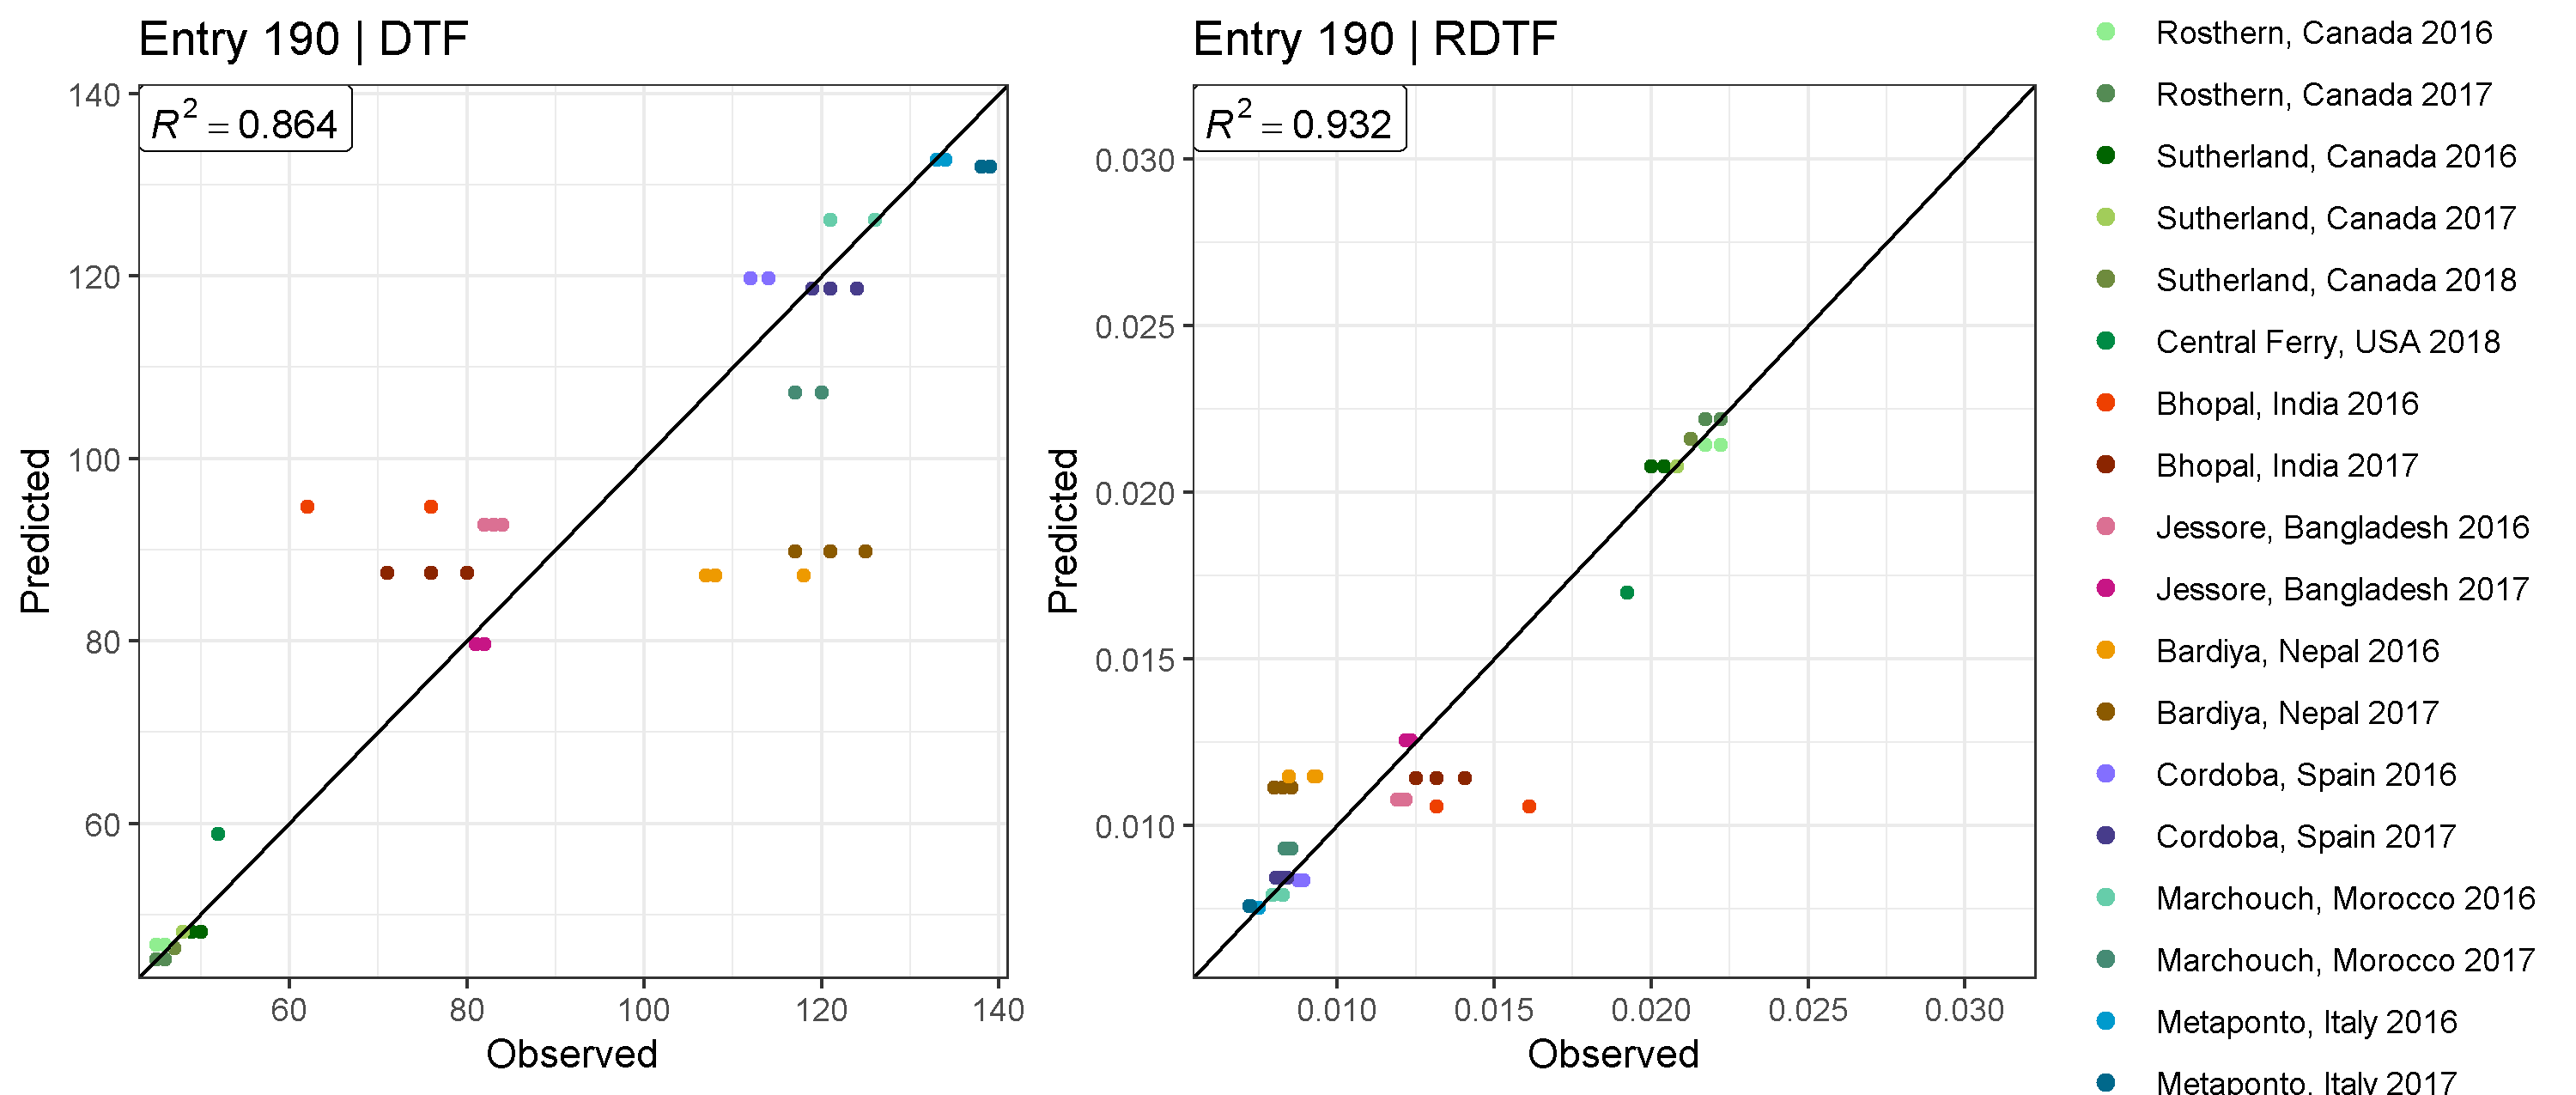 Entry 190 | DTF
R² = 0.864
140
120
100
80
60
Predicted
60 80 100 120 140
Observed
Entry 190 | RDTF
R² = 0.932
0.030
0.025
0.020
0.015
0.010
Predicted
0.010 0.015 0.020 0.025 0.030
Observed
Rosthern, Canada 2016
Rosthern, Canada 2017
Sutherland, Canada 2016
Sutherland, Canada 2017
Sutherland, Canada 2018
Central Ferry, USA 2018
Bhopal, India 2016
Bhopal, India 2017
Jessore, Bangladesh 2016
Jessore, Bangladesh 2017
Bardiya, Nepal 2016
Bardiya, Nepal 2017
Cordoba, Spain 2016
Cordoba, Spain 2017
Marchouch, Morocco 2016
Marchouch, Morocco 2017
Metaponto, Italy 2016
Metaponto, Italy 2017